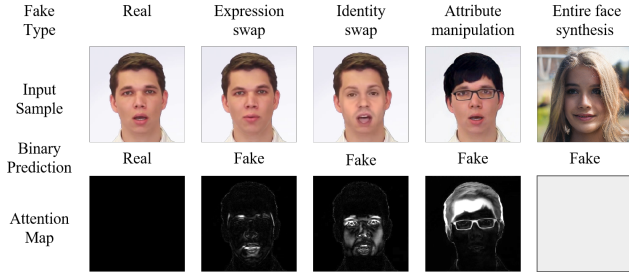 Fake Type
Real
Expression swap
Identity swap
Attribute manipulation
Entire face synthesis
Input Sample
Binary Prediction
Real
Fake
Fake
Fake
Fake
Attention Map